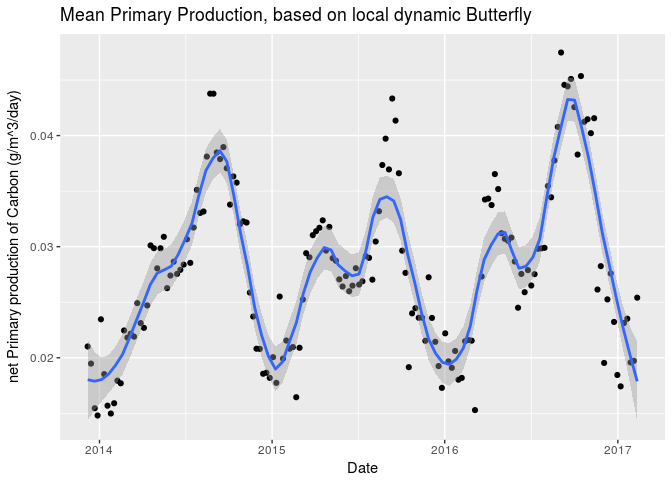 Mean Primary Production, based on local dynamic Butterfly
net Primary production of Carbon (g/m^3/day)
0.04
0.03
0.02
2014
2015
2016
2017
Date